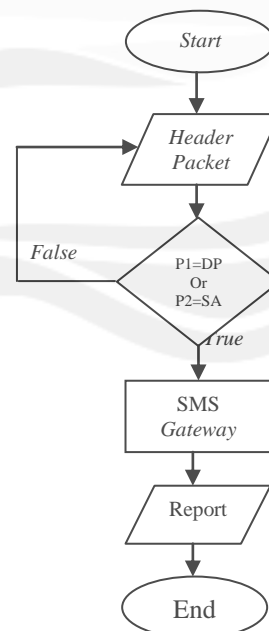 Start
Header
Packet
False
P1=DP
Or
P2=SA
True
SMS
Gateway
Report
End